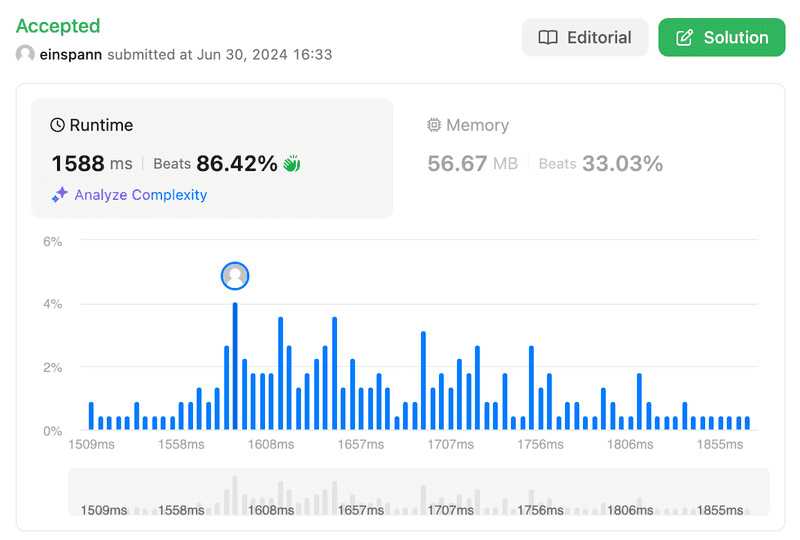 Accepted
Editorial
Solution
einspann submitted at Jun 30, 2024 16:33
Runtime
1588 ms | Beats 86.42%
Analyze Complexity
Memory
56.67 MB | Beats 33.03%
6%
4%
2%
0%
1509ms 1558ms 1608ms 1657ms 1707ms 1756ms 1806ms 1855ms
1509ms 1558ms 1608ms 1657ms 1707ms 1756ms 1806ms 1855ms